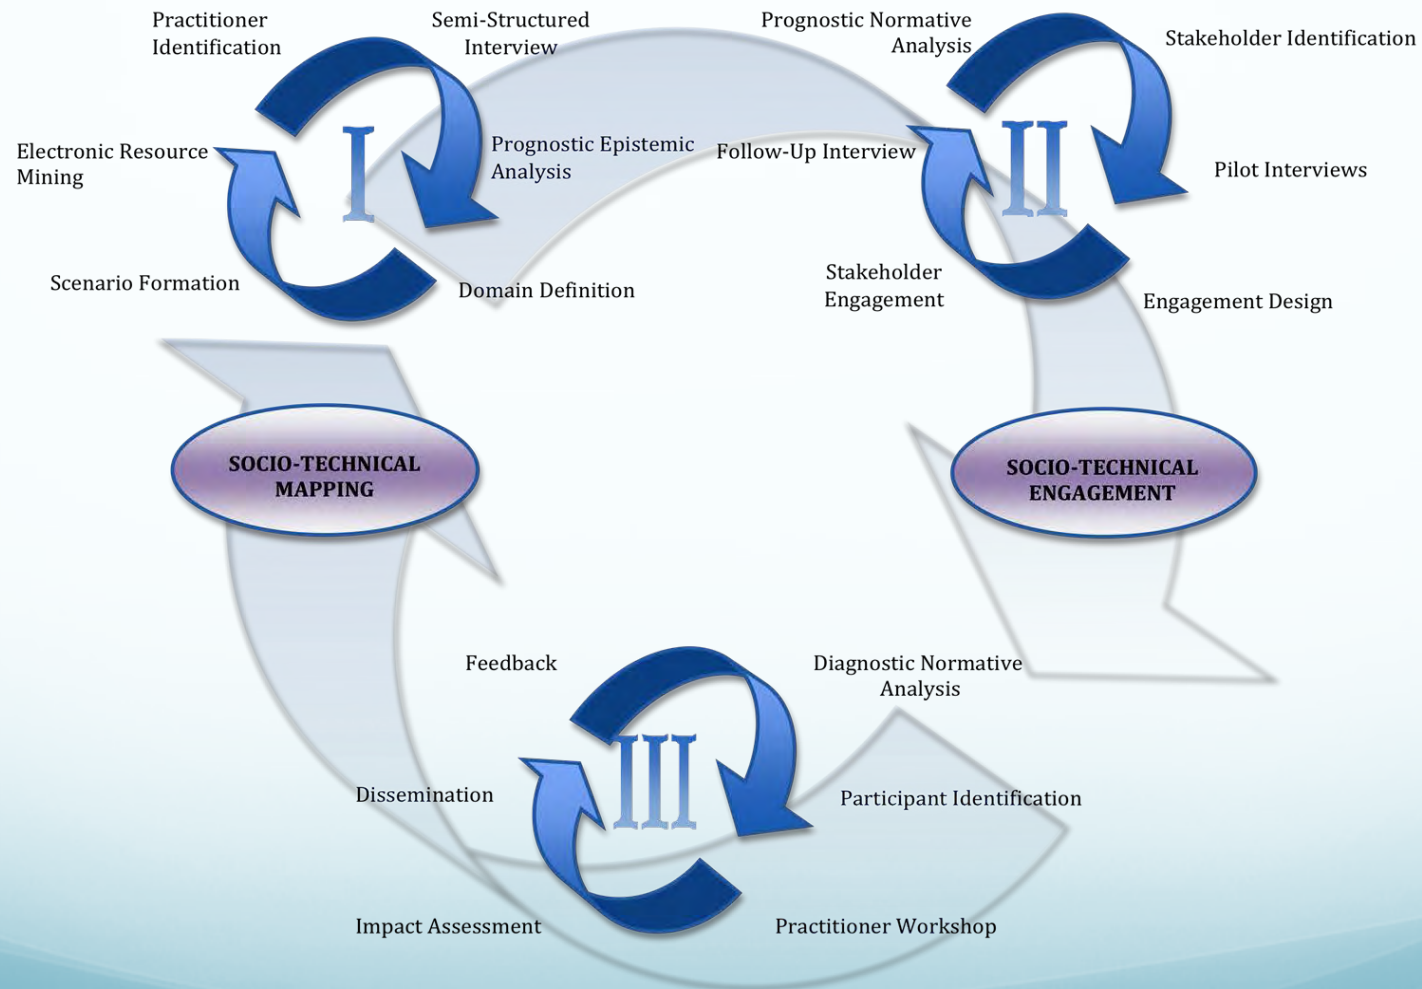 Practitioner
Identification
Semi-Structured
Interview
Prognostic Epistemic
Analysis
Domain Definition
Scenario Formation
Electronic Resource
Mining
I
Prognostic Normative
Analysis
Stakeholder Identification
Pilot Interviews
Engagement Design
Stakeholder
Engagement
Follow-Up Interview
II
SOCIO-TECHNICAL
MAPPING
SOCIO-TECHNICAL
ENGAGEMENT
Feedback
Diagnostic Normative
Analysis
Participant Identification
Practitioner Workshop
Impact Assessment
Dissemination
III